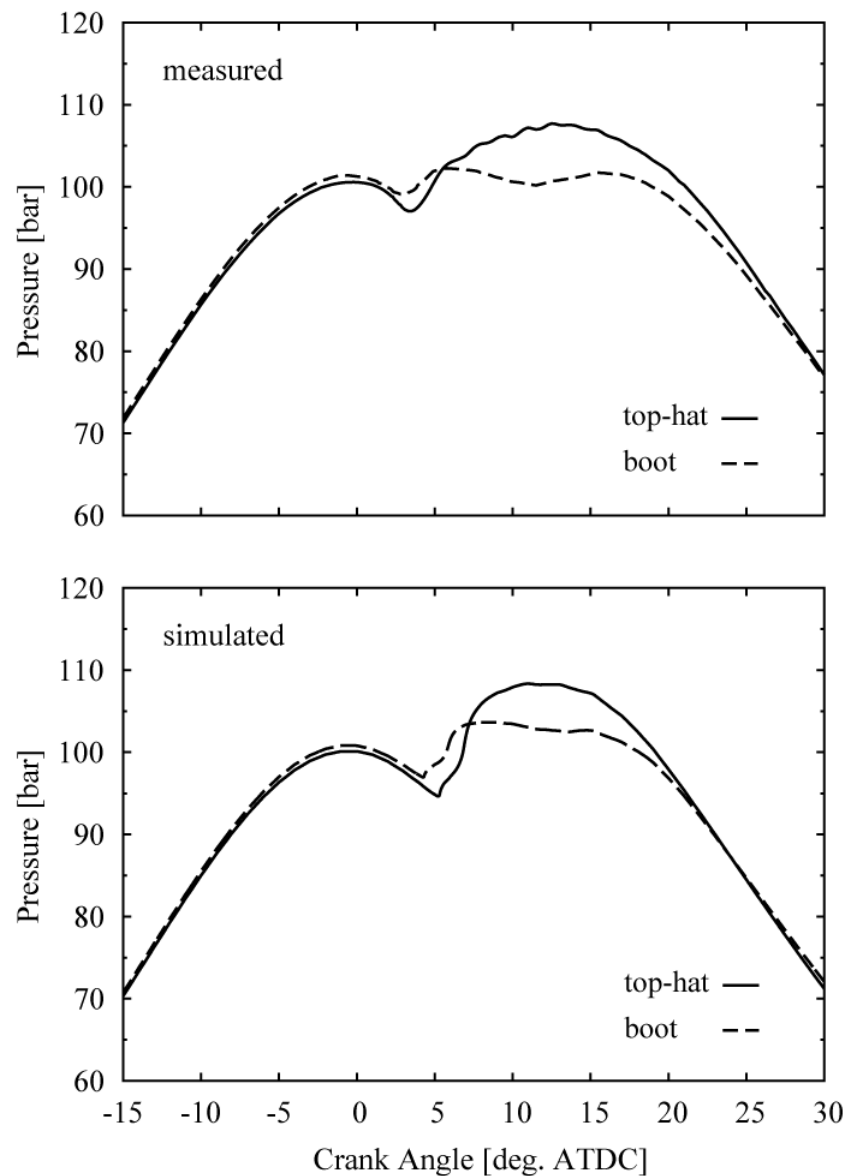 120
measured
110
100
Pressure [bar]
90
80
top-hat
70
boot
60
120
simulated
110
100
Pressure [bar]
90
80
top-hat
70
boot
60
-15 -10 -5 0 5 10 15 20 25 30
Crank Angle [deg. ATDC]